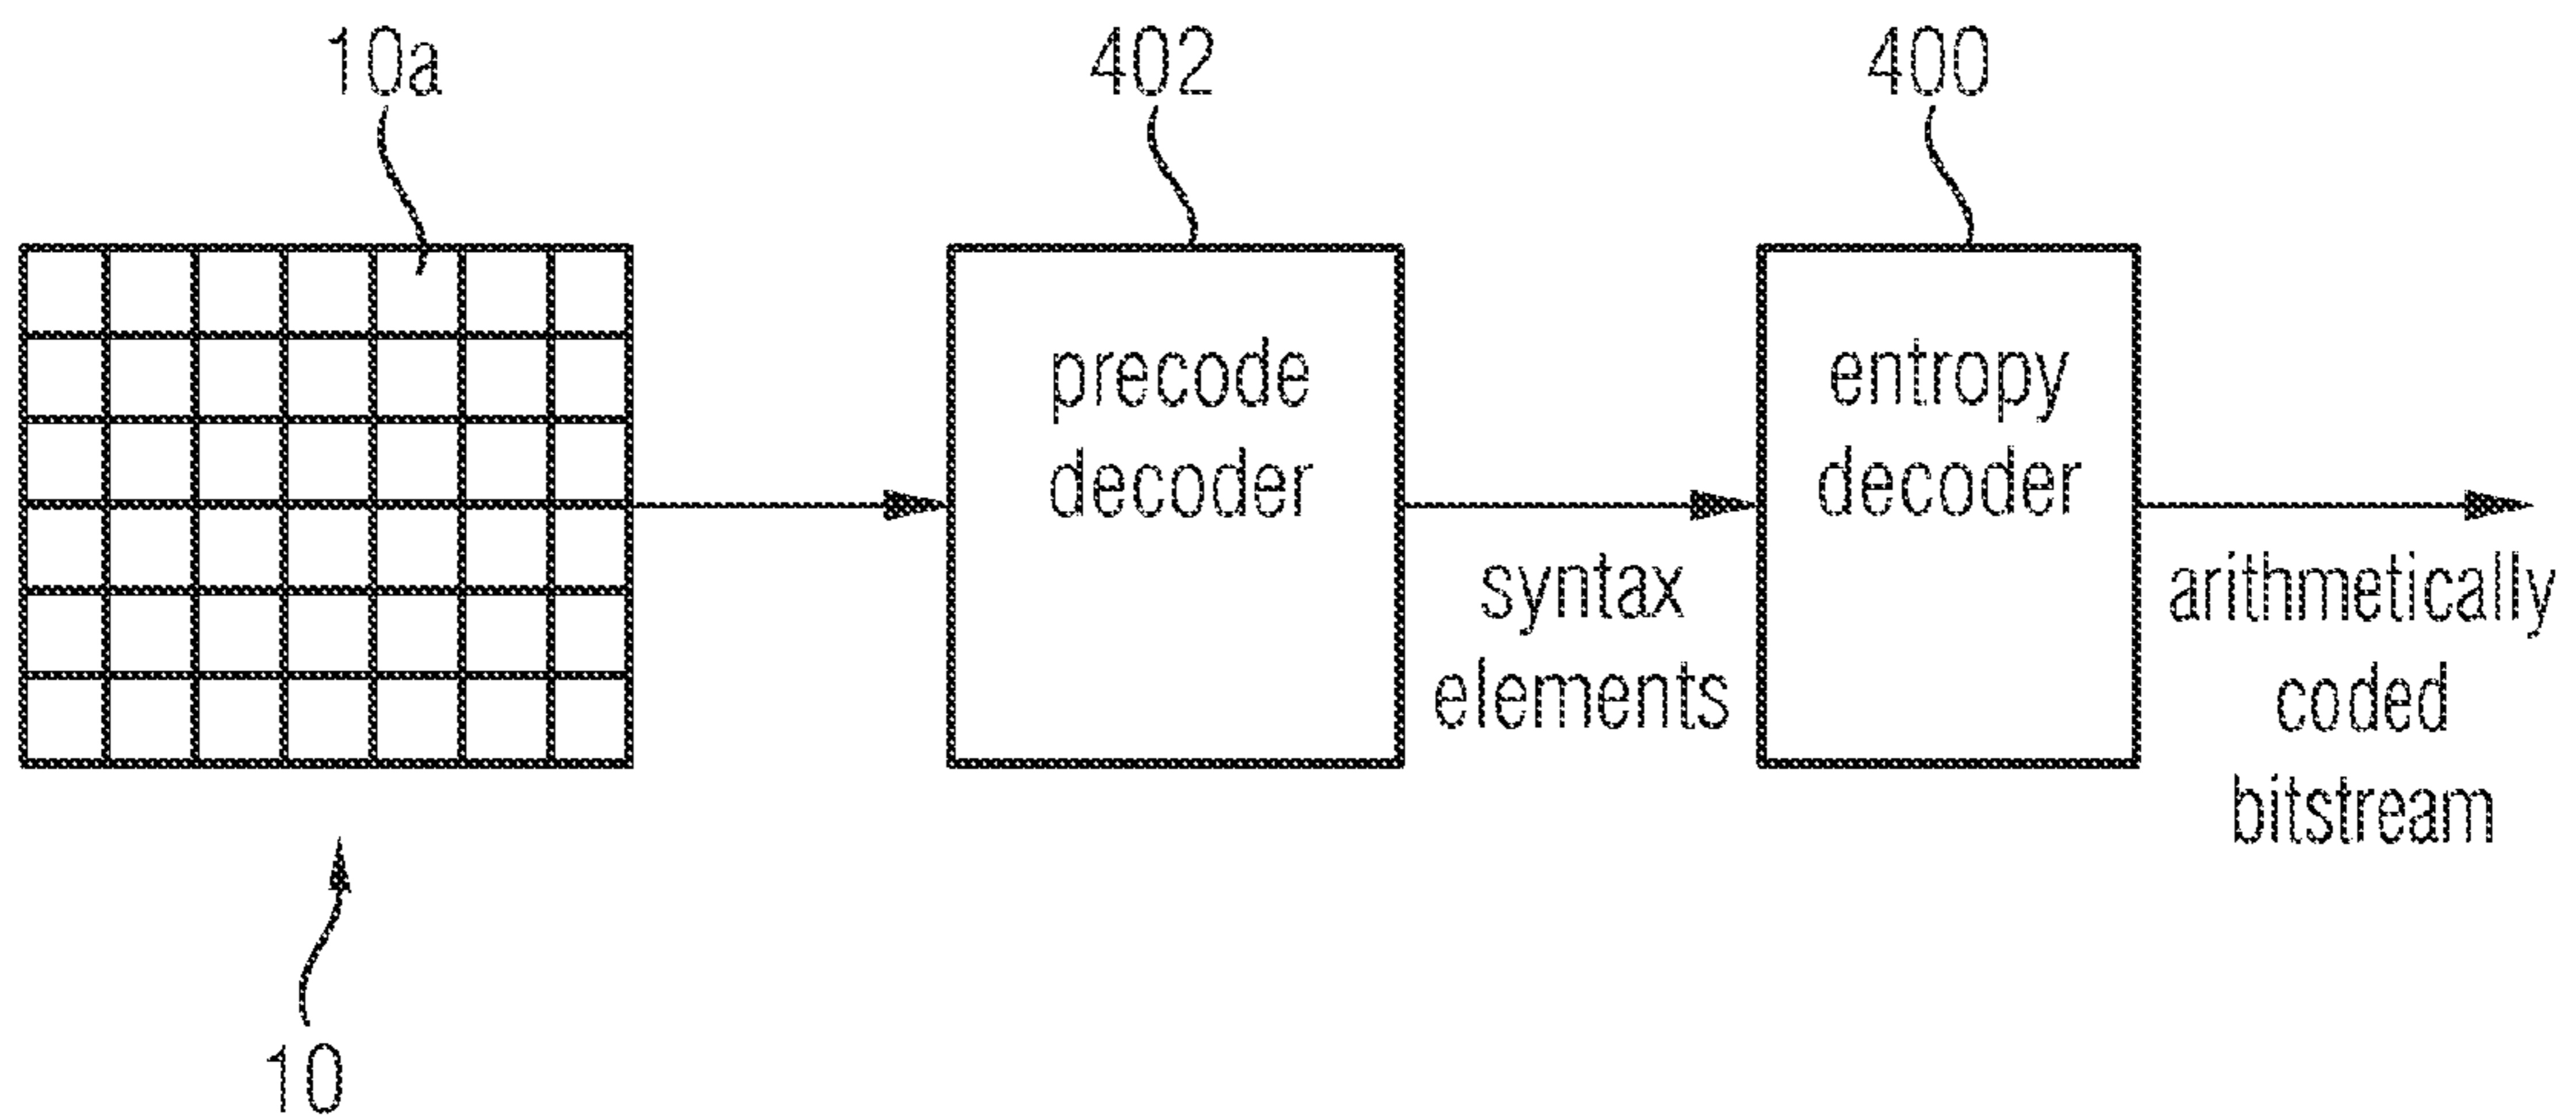 10a
402
400
precode
decoder
entropy
decoder
syntax
elements
arithmetically
coded
bitstream
10